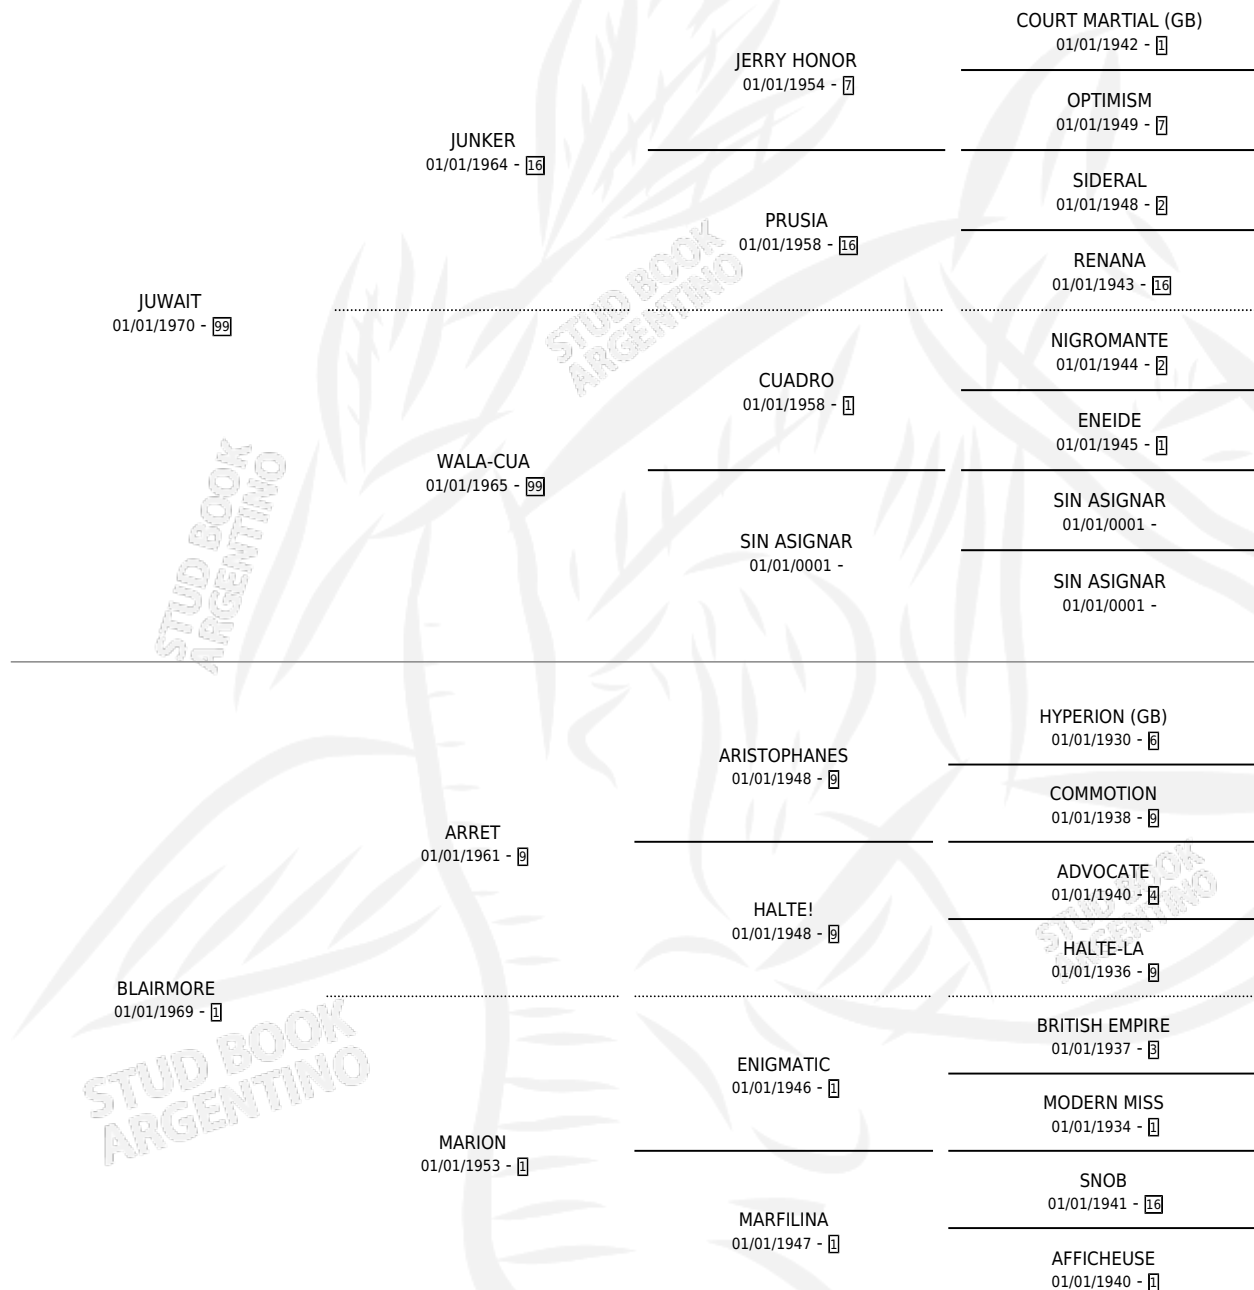 COURT MARTIAL (GB)
01/01/1942 - 1
JERRY HONOR
01/01/1954 - 7
OPTIMISM
01/01/1949 - 7
JUNKER
01/01/1964 - 16
SIDERAL
01/01/1948 - 2
PRUSIA
01/01/1958 - 16
RENANA
01/01/1943 - 16
JUWAIT
01/01/1970 - 99
NIGROMANTE
01/01/1944 - 2
CUADRO
01/01/1958 - 1
ENEIDE
01/01/1945 - 1
WALA-CUA
01/01/1965 - 99
SIN ASIGNAR
01/01/0001 -
SIN ASIGNAR
01/01/0001 -
SIN ASIGNAR
01/01/0001 -
HYPERION (GB)
01/01/1930 - 6
ARISTOPHANES
01/01/1948 - 9
COMMOTION
01/01/1938 - 9
ARRET
01/01/1961 - 9
ADVOCATE
01/01/1940 - 4
HALTE!
01/01/1948 - 9
HALTE-LA
01/01/1936 - 9
BLAIRMORE
01/01/1969 - 1
BRITISH EMPIRE
01/01/1937 - 3
ENIGMATIC
01/01/1946 - 1
MODERN MISS
01/01/1934 - 1
MARION
01/01/1953 - 1
SNOB
01/01/1941 - 16
MARFILINA
01/01/1947 - 1
AFFICHEUSE
01/01/1940 - 1
STUD BOOK
ARGENTINO
STUD BOOK
ARGENTINO
STUD BOOK
ARGENTINO
STUD BOOK
ARGENTINO